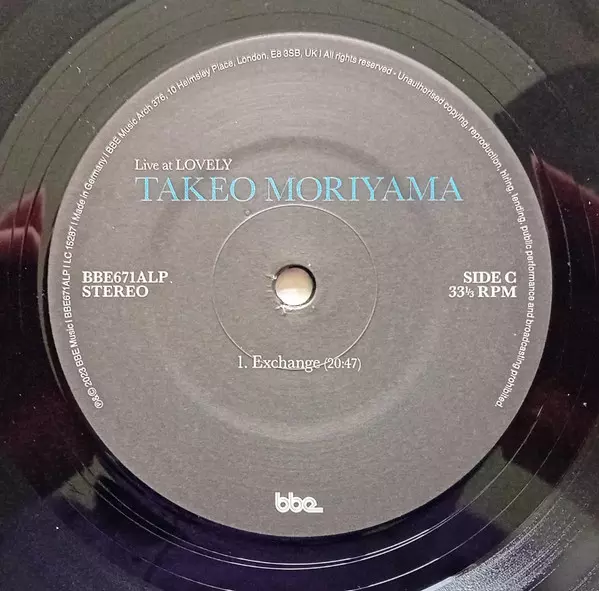 ℗&© 2023 BBE Music | BBE671ALP | LC 15287 | Made in Germany | BBE Music Arch 376, 10 Helmsley Place, London, E8 3SB, UK | All rights reserved - Unauthorised copying, reproduction, hiring, lending, public performance and broadcasting prohibited.
Live at LOVELY
TAKEO MORIYAMA
BBE671ALP
STEREO
SIDE C
33⅓ RPM
1. Exchange (20:47)
bbe